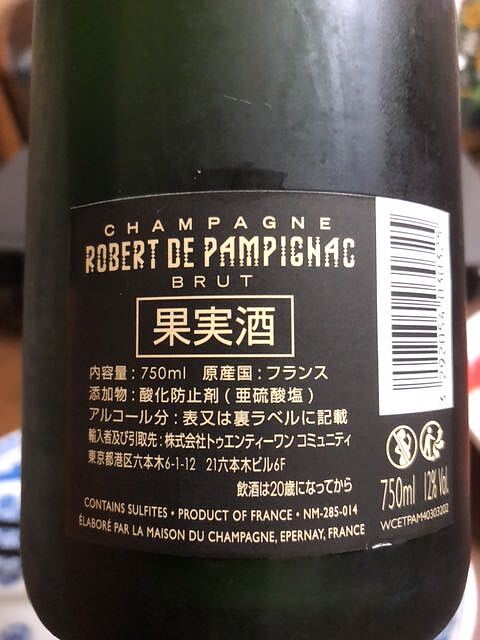 CHAMPAGNE
ROBERT DE PAMPIGNAC
BRUT
果実酒
内容量：750ml 原産国：フランス
添加物：酸化防止剤（亜硫酸塩）
アルコール分：表又は裏ラベルに記載
輸入者及び引取先：株式会社トゥエンティーワン コミュニティ
東京都港区六本木6-1-12 21六本木ビル6F
飲酒は20歳になってから
CONTAINS SULFITES • PRODUCT OF FRANCE • NM-285-014
ÉLABORÉ PAR LA MAISON DU CHAMPAGNE, EPERNAY, FRANCE
750ml 12% Vol.
WCETPAM40303202